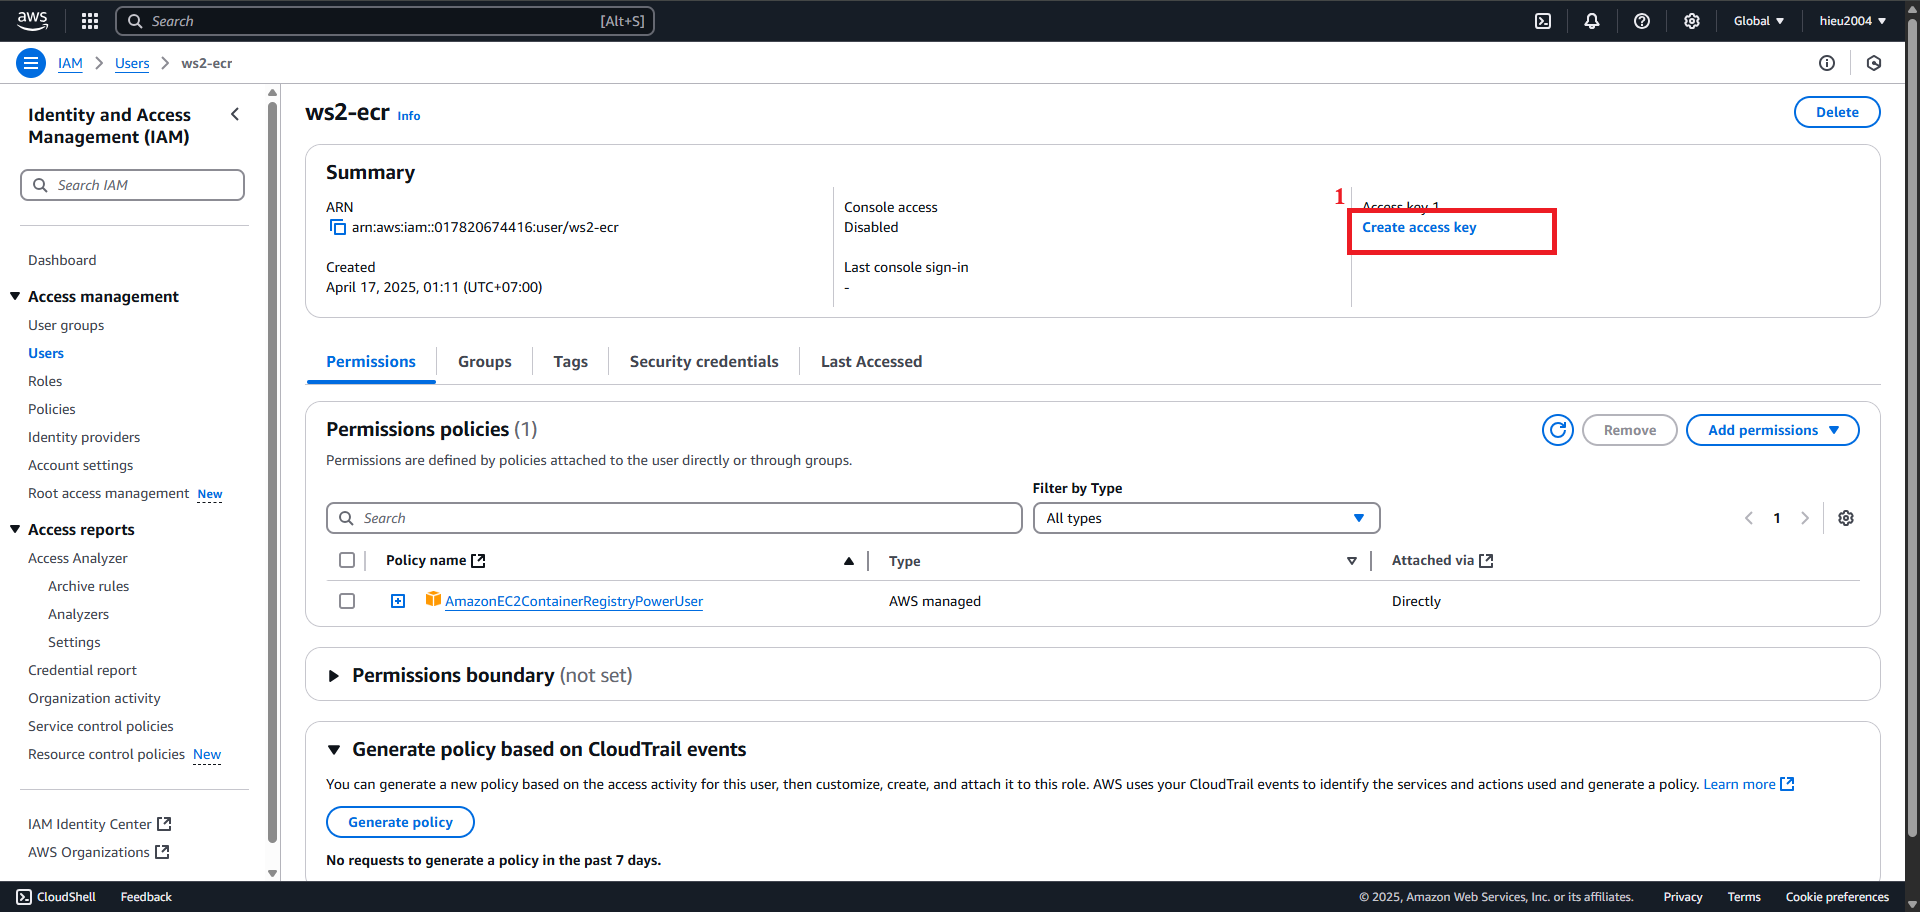 aws
Search
[Alt+S]
Global
hieu2004
IAM
Users
ws2-ecr
Identity and Access
Management (IAM)
Search IAM
Dashboard
Access management
User groups
Users
Roles
Policies
Identity providers
Account settings
Root access management New
Access reports
Access Analyzer
Archive rules
Analyzers
Settings
Credential report
Organization activity
Service control policies
Resource control policies New
IAM Identity Center
AWS Organizations
ws2-ecr Info
Delete
Summary
ARN
arn:aws:iam::017820674416:user/ws2-ecr
Created
April 17, 2025, 01:11 (UTC+07:00)
Console access
Disabled
Last console sign-in
-
1
Access key 1
Create access key
Permissions
Groups
Tags
Security credentials
Last Accessed
Permissions policies (1)
Remove
Add permissions
Permissions are defined by policies attached to the user directly or through groups.
Filter by Type
Search
All types
1
Policy name
Type
Attached via
AmazonEC2ContainerRegistryPowerUser
AWS managed
Directly
Permissions boundary (not set)
Generate policy based on CloudTrail events
You can generate a new policy based on the access activity for this user, then customize, create, and attach it to this role. AWS uses your CloudTrail events to identify the services and actions used and generate a policy. Learn more
Generate policy
No requests to generate a policy in the past 7 days.
CloudShell
Feedback
© 2025, Amazon Web Services, Inc. or its affiliates.
Privacy
Terms
Cookie preferences